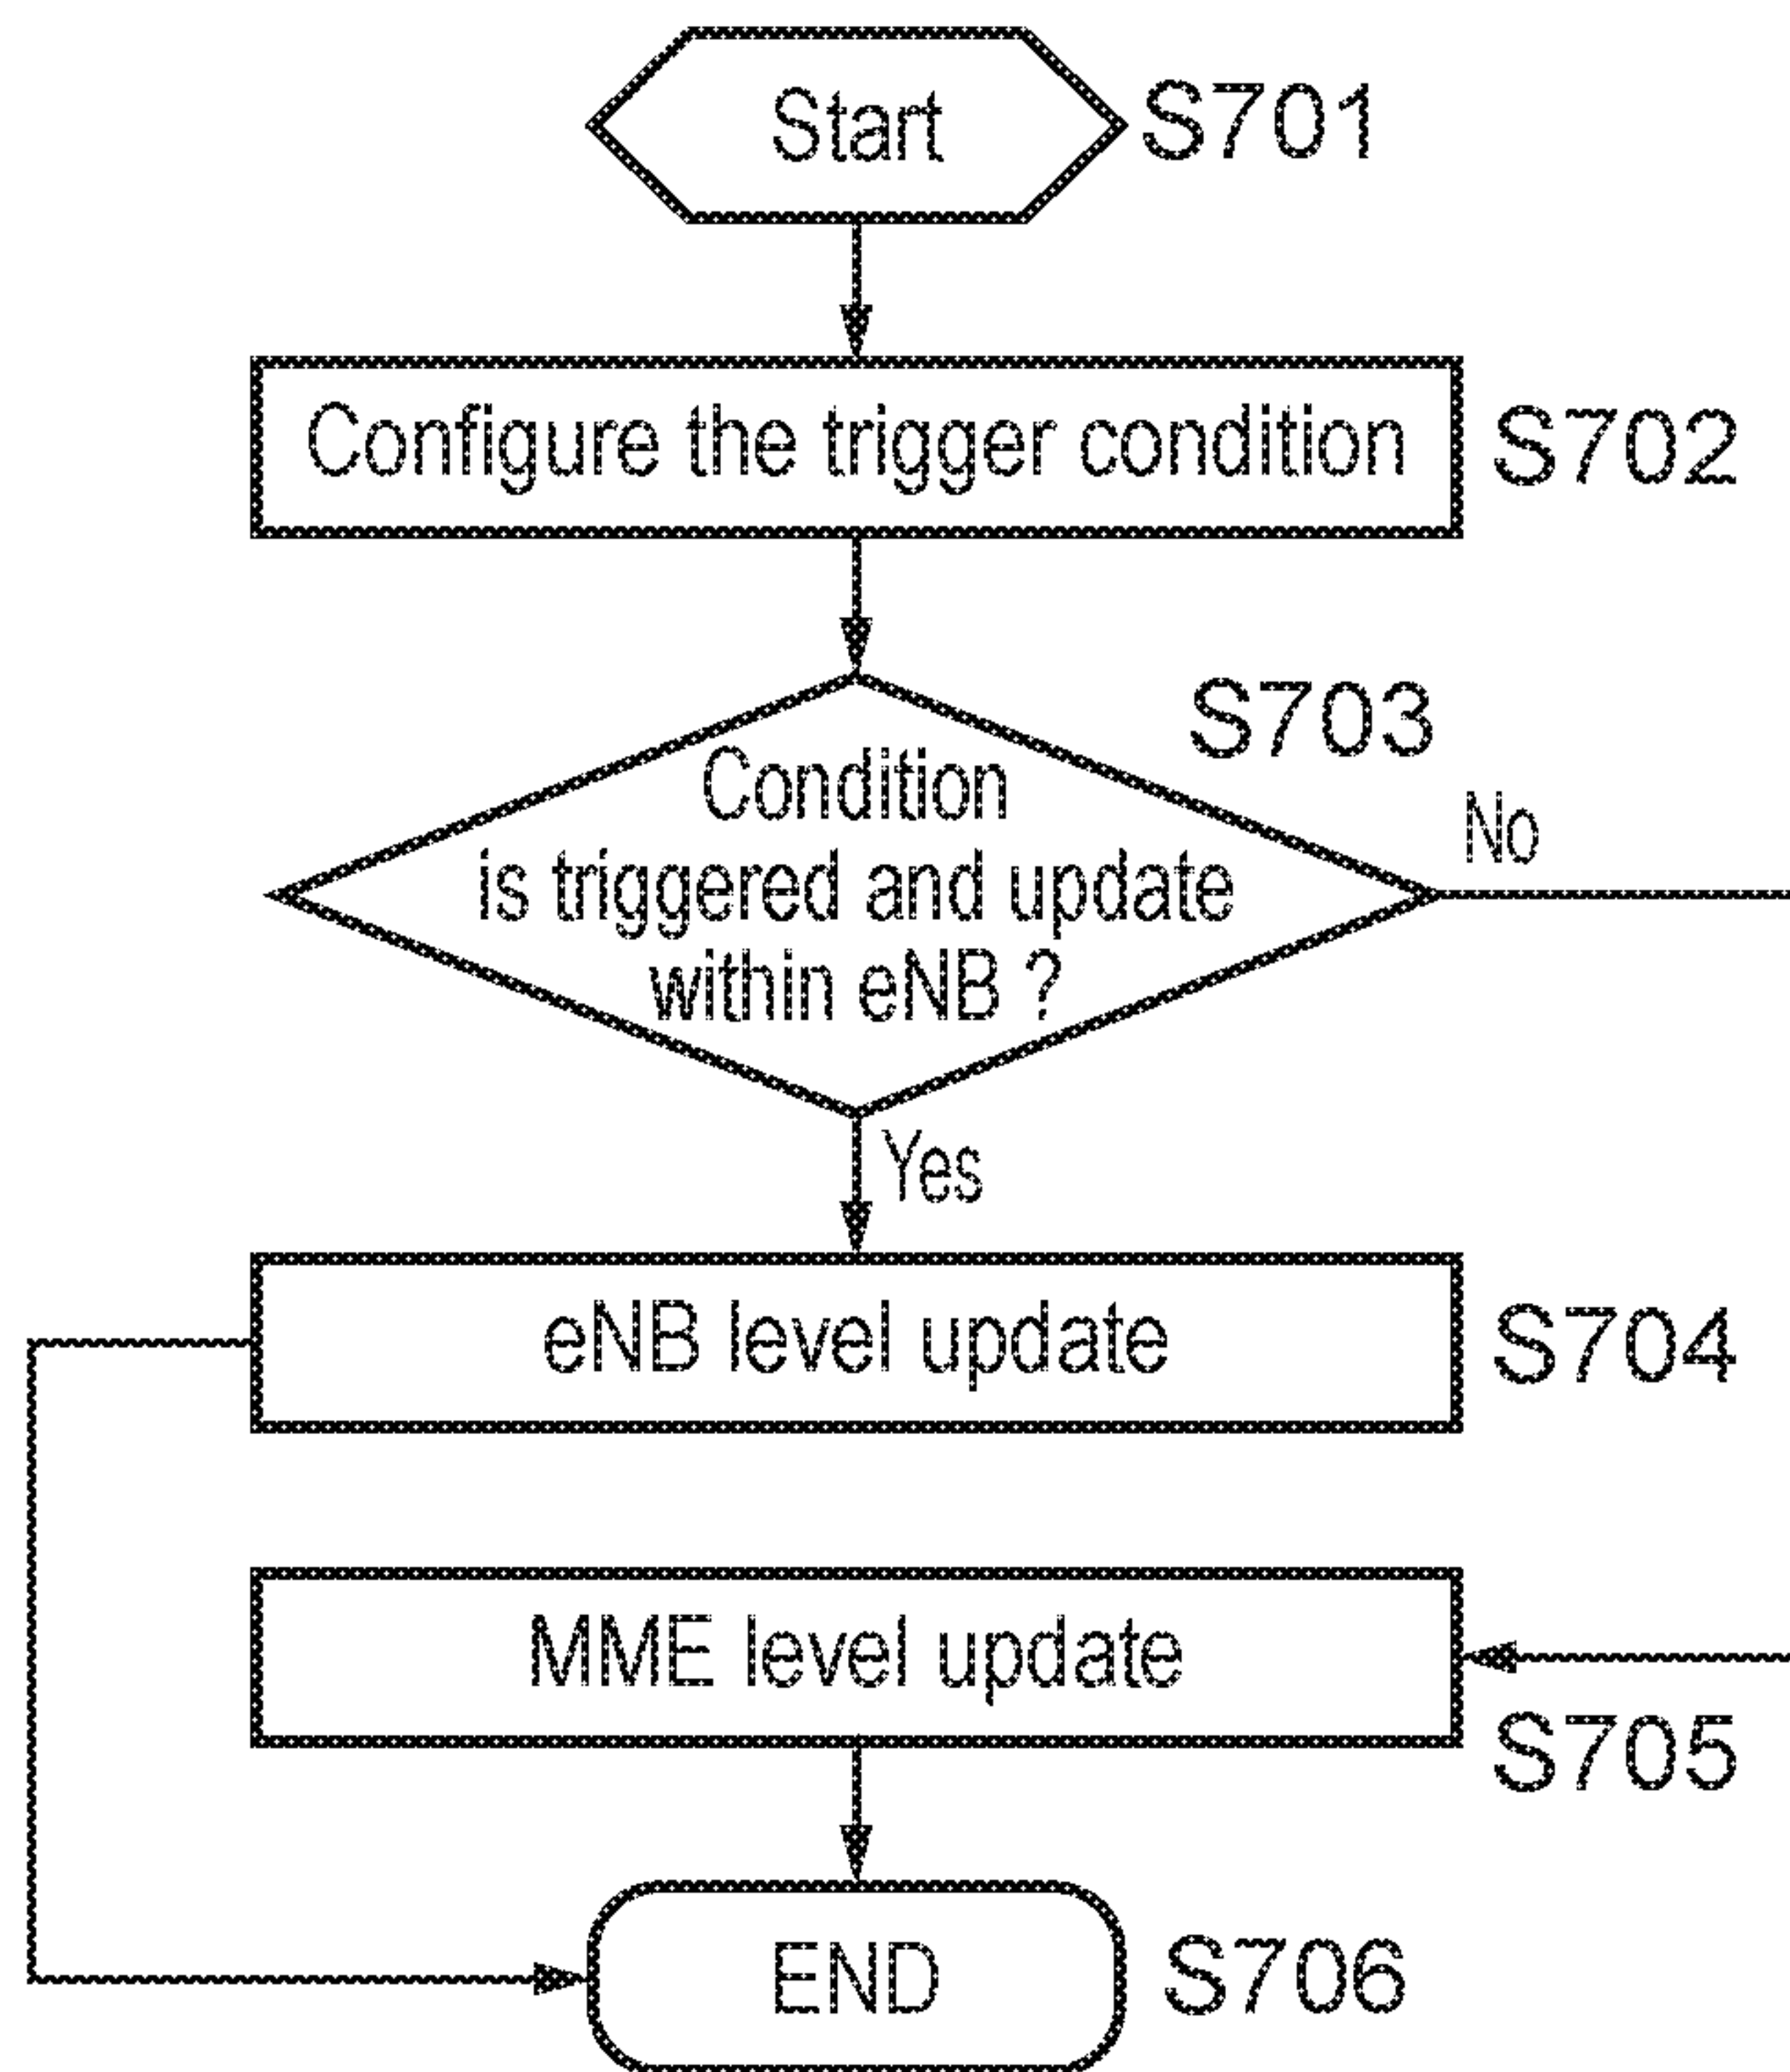 Start
S701
Configure the trigger condition
S702
S703
Condition
is triggered and update
within eNB ?
No
Yes
eNB level update
S704
MME level update
S705
END
S706